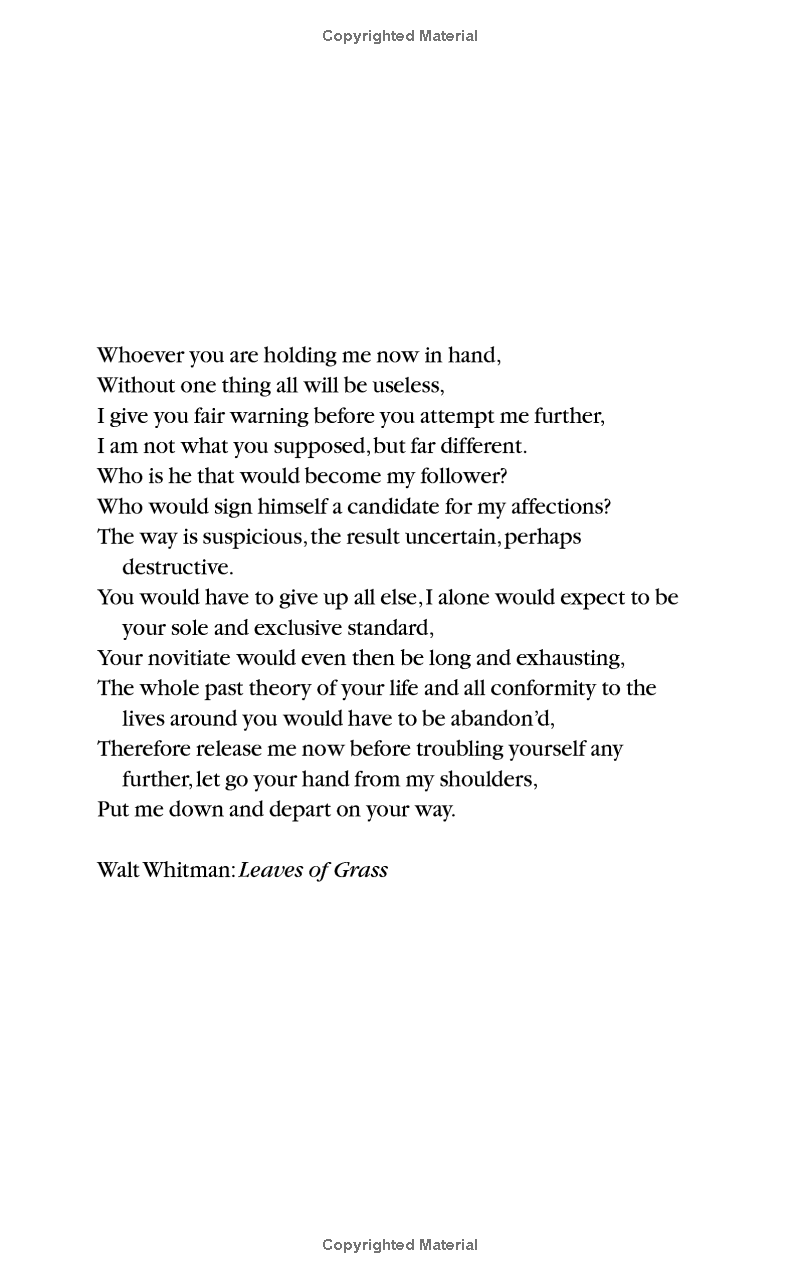 Copyrighted Material
Whoever you are holding me now in hand,
Without one thing all will be useless,
I give you fair warning before you attempt me further,
I am not what you supposed, but far different.
Who is he that would become my follower?
Who would sign himself a candidate for my affections?
The way is suspicious, the result uncertain, perhaps
destructive.
You would have to give up all else, I alone would expect to be
your sole and exclusive standard,
Your novitiate would even then be long and exhausting,
The whole past theory of your life and all conformity to the
lives around you would have to be abandon’d,
Therefore release me now before troubling yourself any
further, let go your hand from my shoulders,
Put me down and depart on your way.
Walt Whitman: Leaves of Grass
Copyrighted Material